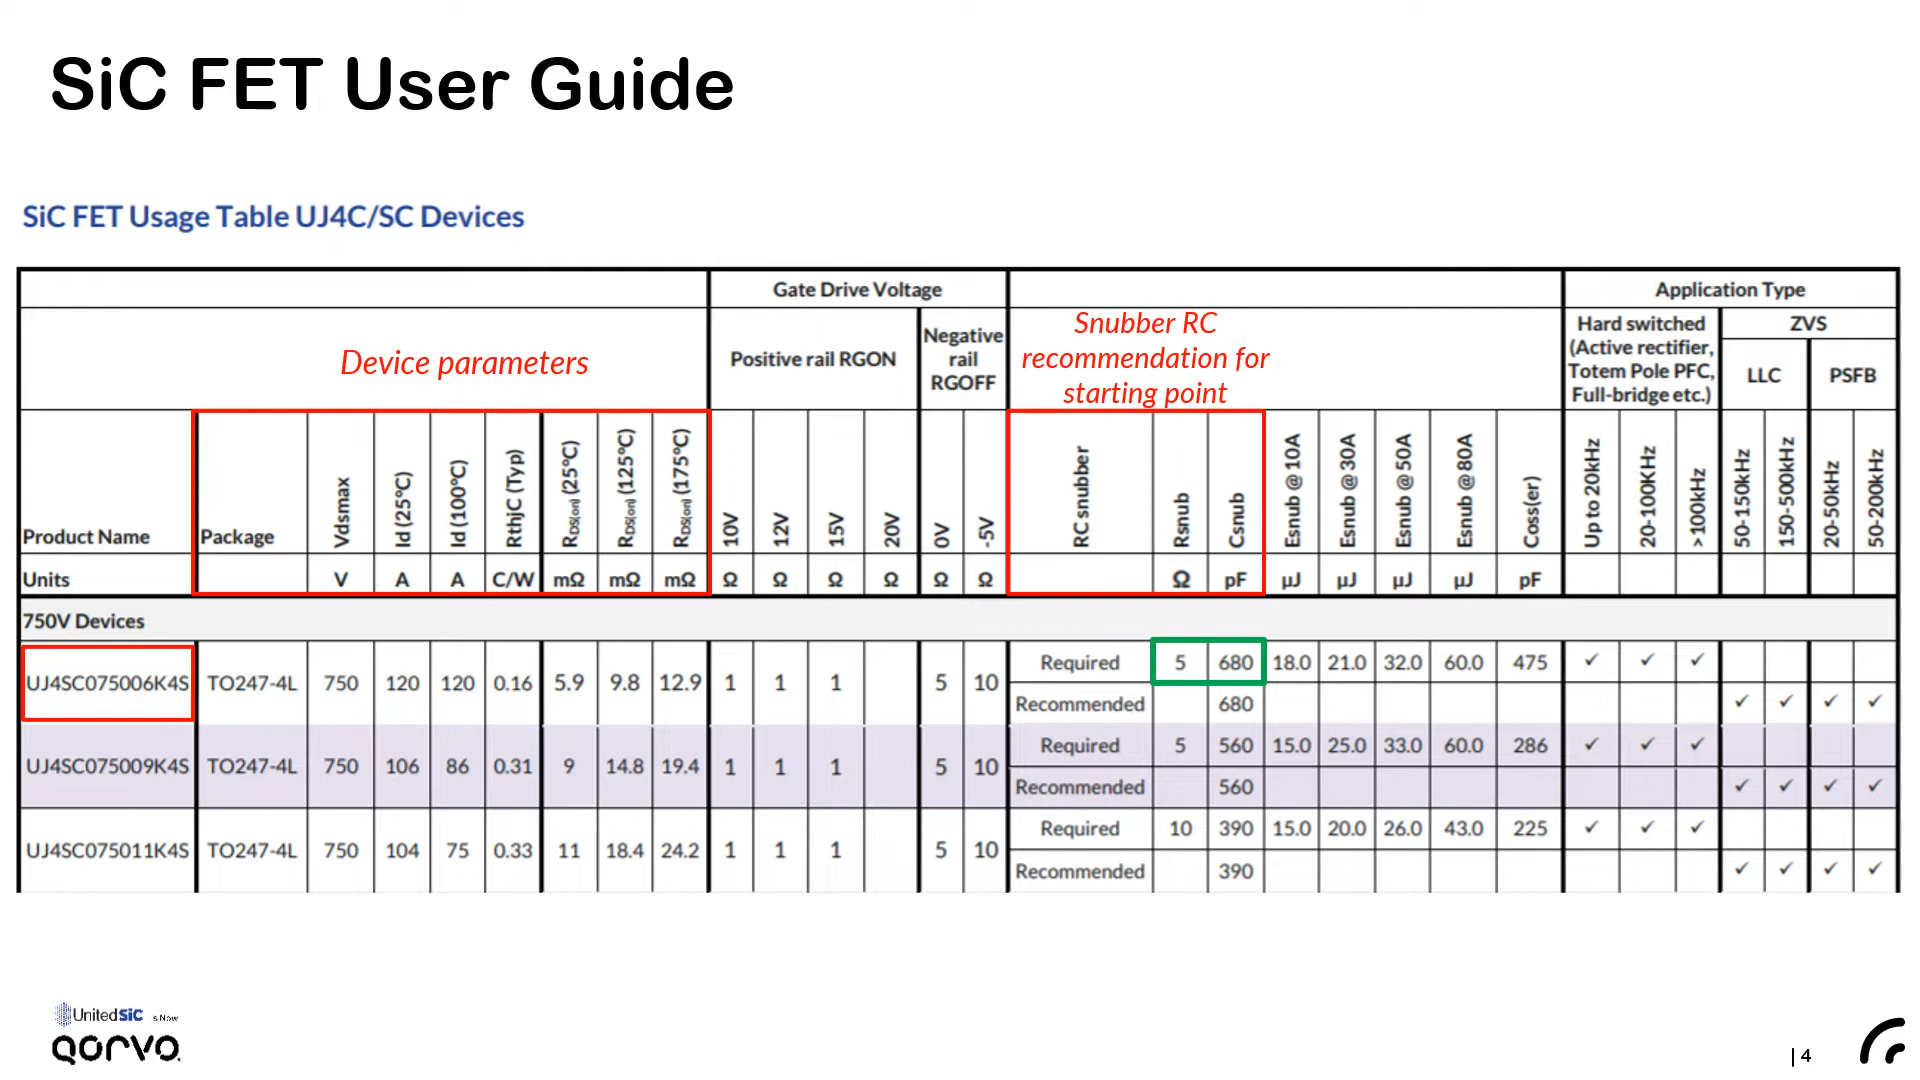 SiC FET User Guide
SiC FET Usage Table UJ4C/SC Devices
Gate Drive Voltage
Application Type
Device parameters
Positive rail RGON
Negative
rail
RGOFF
Snubber RC
recommendation for
starting point
Hard switched
(Active rectifier,
Totem Pole PFC,
Full-bridge etc.)
ZVS
LLC
PSFB
Product Name
Package
Vdsmax
Id (25°C)
Id (100°C)
RthjC (Typ)
RDS(on) (25°C)
RDS(on) (125°C)
RDS(on) (175°C)
10V
12V
15V
20V
0V
-5V
RC snubber
Rsnub
Csnub
Esnub @ 10A
Esnub @ 30A
Esnub @ 50A
Esnub @ 80A
Coss(er)
Up to 20kHz
20-100KHz
>100kHz
50-150kHz
150-500kHz
20-50kHz
50-200kHz
Units V A A C/W mΩ mΩ mΩ Ω Ω Ω Ω Ω Ω Ω pF µJ µJ µJ µJ pF
750V Devices
UJ4SC075006K4S TO247-4L 750 120 120 0.16 5.9 9.8 12.9 1 1 1 5 10
Required 5 680 18.0 21.0 32.0 60.0 475 ✓ ✓ ✓
Recommended 680 ✓ ✓ ✓ ✓
UJ4SC075009K4S TO247-4L 750 106 86 0.31 9 14.8 19.4 1 1 1 5 10
Required 5 560 15.0 25.0 33.0 60.0 286 ✓ ✓ ✓
Recommended 560 ✓ ✓ ✓ ✓
UJ4SC075011K4S TO247-4L 750 104 75 0.33 11 18.4 24.2 1 1 1 5 10
Required 10 390 15.0 20.0 26.0 43.0 225 ✓ ✓ ✓
Recommended 390 ✓ ✓ ✓ ✓
UnitedSiC is Now
QORVO
| 4